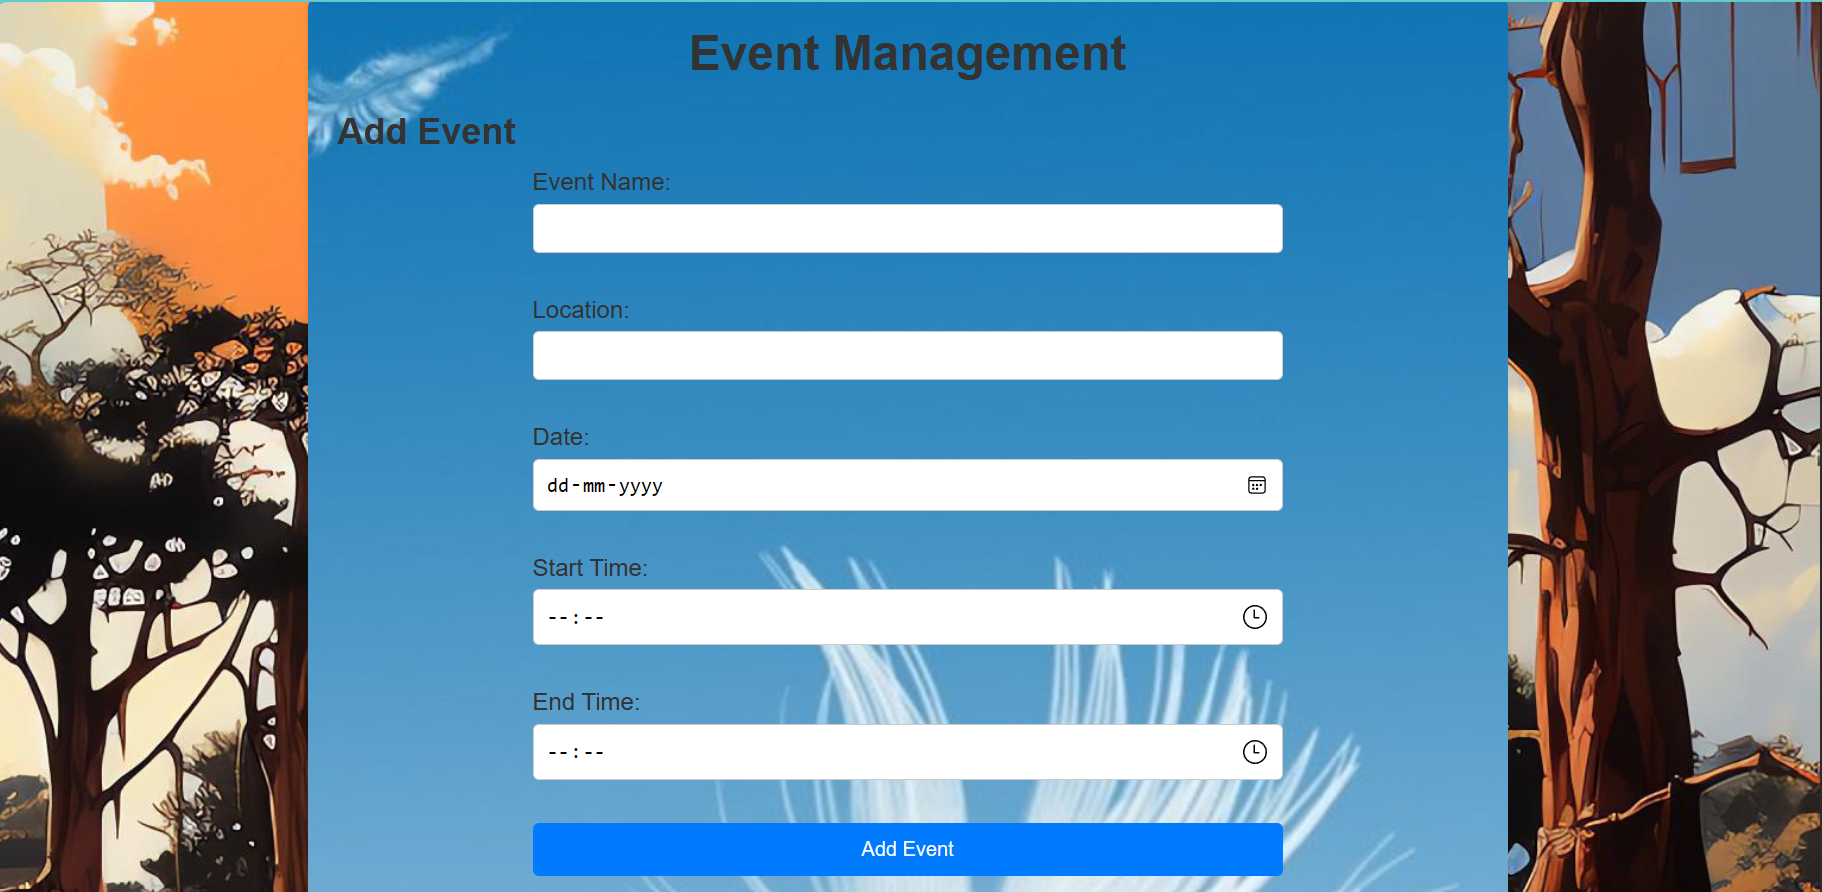 Event Management
Add Event
Event Name:
Location:
Date:
dd-mm-yyyy
Start Time:
--:--
End Time:
--:--
Add Event